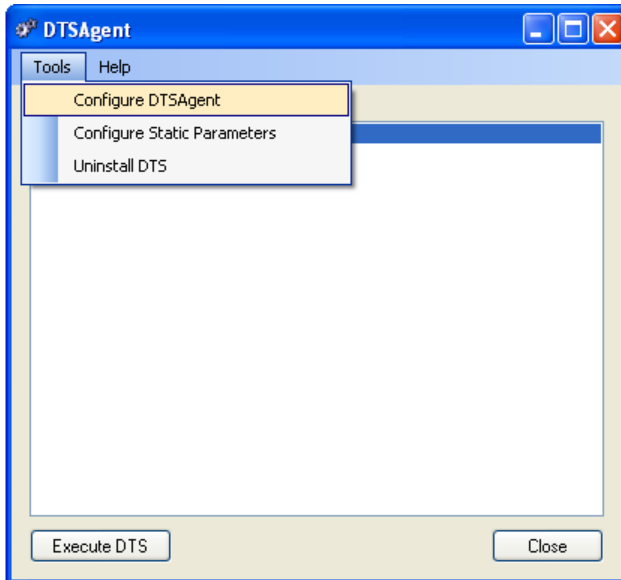 DTSAgent
Tools Help
Configure DTSAgent
Configure Static Parameters
Uninstall DTS
Execute DTS Close